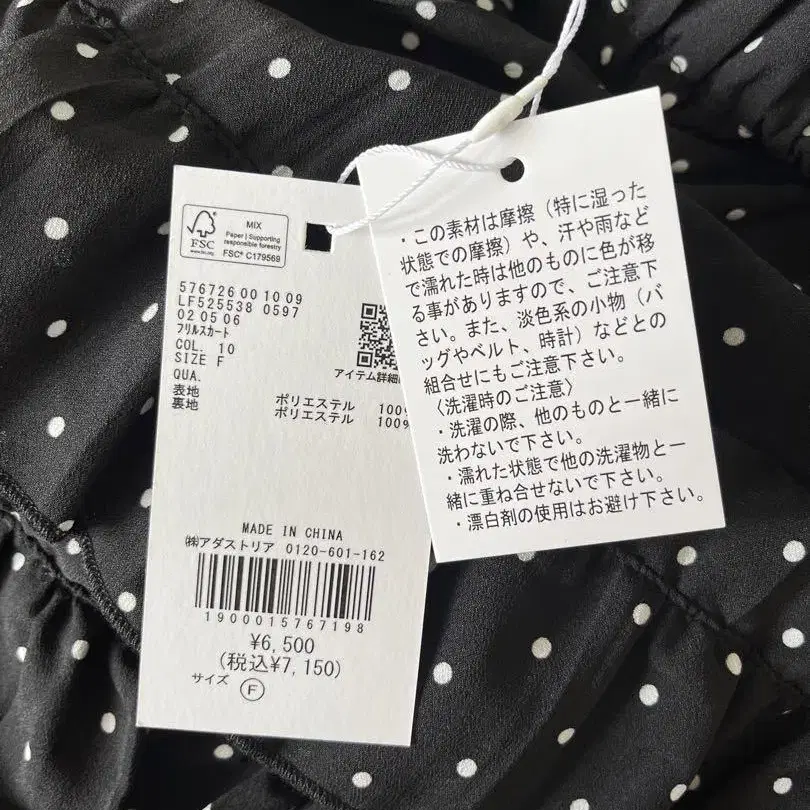 FSC
www.fsc.org
MIX
Paper | Supporting
responsible forestry
FSC® C179569
576726 00 10 09
LF525538 0597
02 05 06
フリルスカート
COL. 10
SIZE F
QUA.
アイテム詳細
表地 ポリエステル 100%
裏地 ポリエステル 100%
MADE IN CHINA
㈱アダストリア 0120-601-162
1900015767198
¥6,500
(税込¥7,150)
サイズ F
・この素材は摩擦（特に湿った
状態での摩擦）や、汗や雨など
で濡れた時は他のものに色が移
る事がありますので、ご注意下
さい。また、淡色系の小物（バ
ッグやベルト、時計）などとの
組合せにもご注意下さい。
〈洗濯時のご注意〉
・洗濯の際、他のものと一緒に
洗わないで下さい。
・濡れた状態で他の洗濯物と一
緒に重ね合せないで下さい。
・漂白剤の使用はお避け下さい。